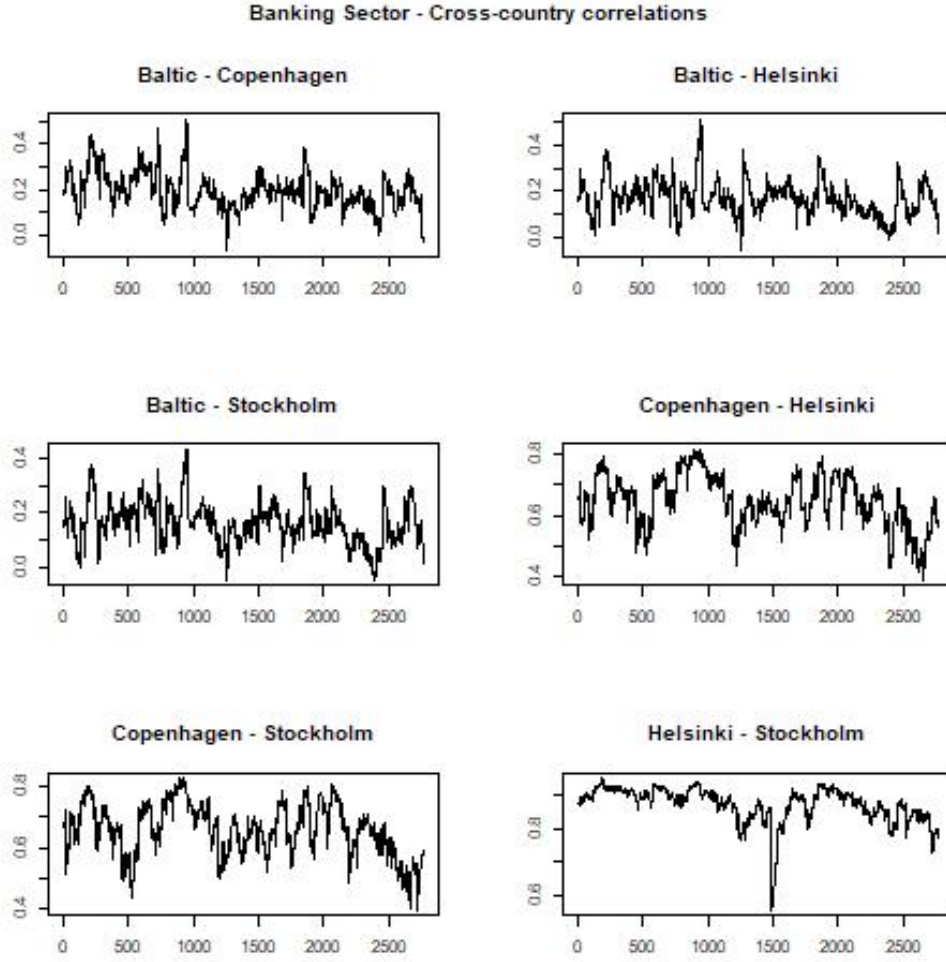 Banking Sector - Cross-country correlations
Baltic - Copenhagen
Baltic - Helsinki
0.4
0.2
0.0
0 500 1000 1500 2000 2500
0.4
0.2
0.0
0 500 1000 1500 2000 2500
Baltic - Stockholm
Copenhagen - Helsinki
0.4
0.2
0.0
0 500 1000 1500 2000 2500
0.8
0.6
0.4
0 500 1000 1500 2000 2500
Copenhagen - Stockholm
Helsinki - Stockholm
0.8
0.6
0.4
0 500 1000 1500 2000 2500
0.8
0.6
0 500 1000 1500 2000 2500